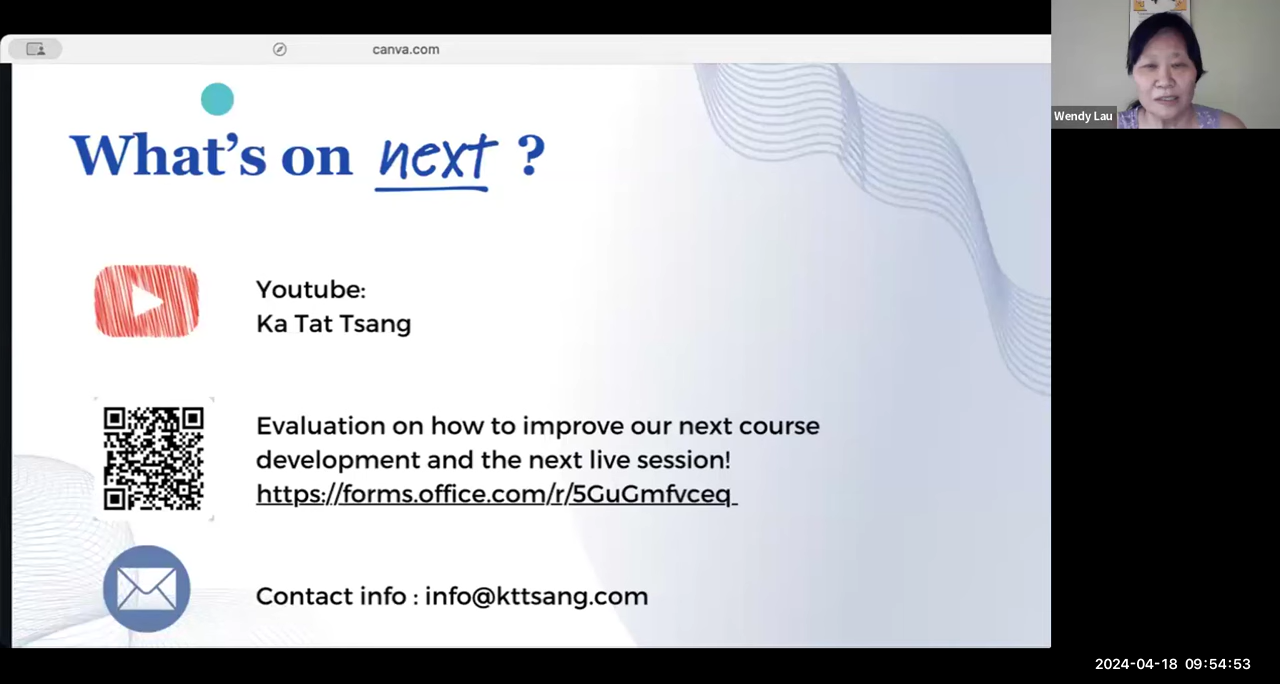 canva.com
Wendy Lau
What's on next ?
Youtube:
Ka Tat Tsang
Evaluation on how to improve our next course
development and the next live session!
https://forms.office.com/r/5GuGmfvceq
Contact info : info@kttsang.com
2024-04-18 09:54:53